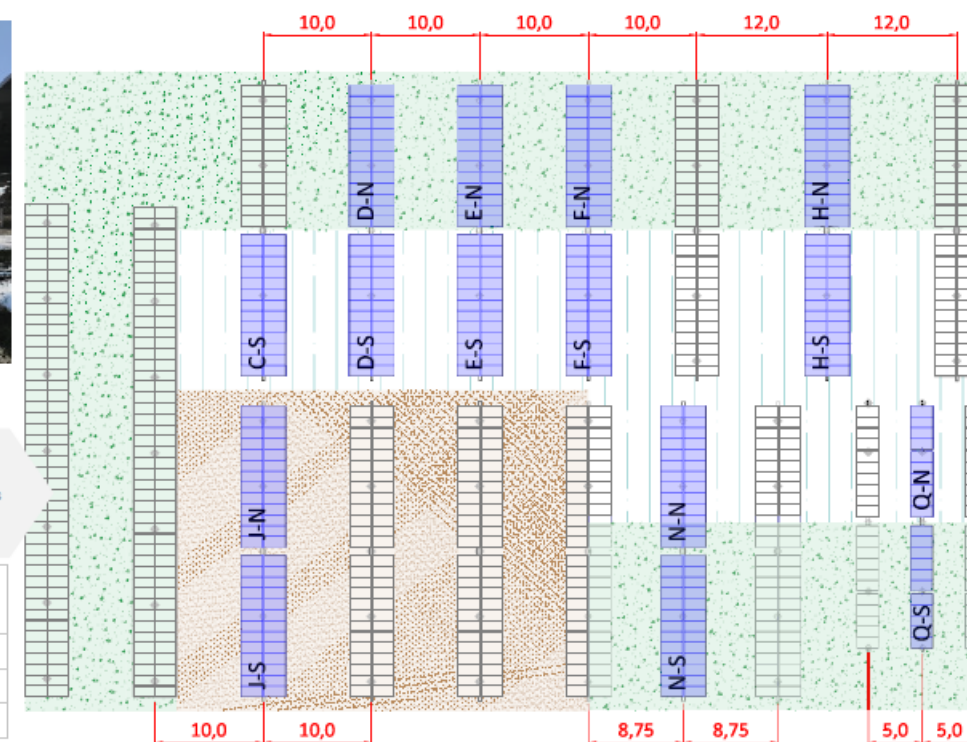 10,0 10,0 10,0 10,0 12,0 12,0
D-N E-N F-N H-N
C-S D-S E-S F-S H-S
J-N N-N Q-N
J-S N-S Q-S
10,0 10,0 8,75 8,75 5,0 5,0